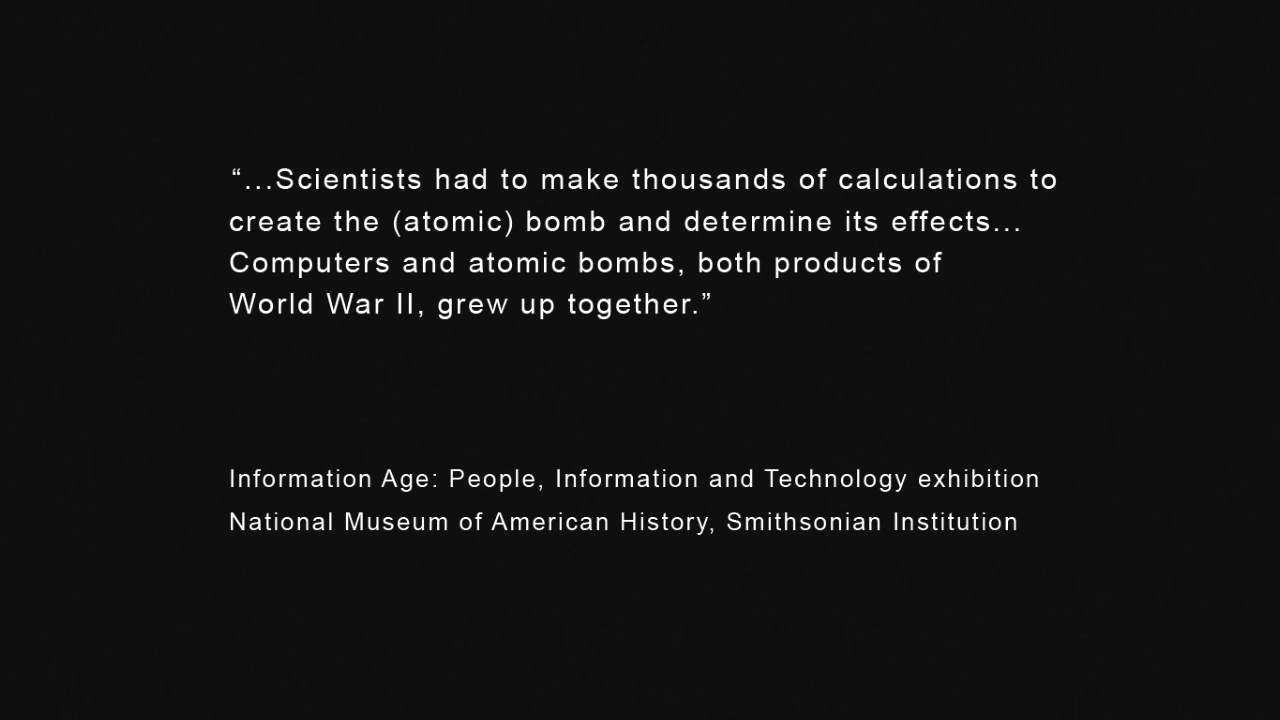 “...Scientists had to make thousands of calculations to
create the (atomic) bomb and determine its effects...
Computers and atomic bombs, both products of
World War II, grew up together.”
Information Age: People, Information and Technology exhibition
National Museum of American History, Smithsonian Institution